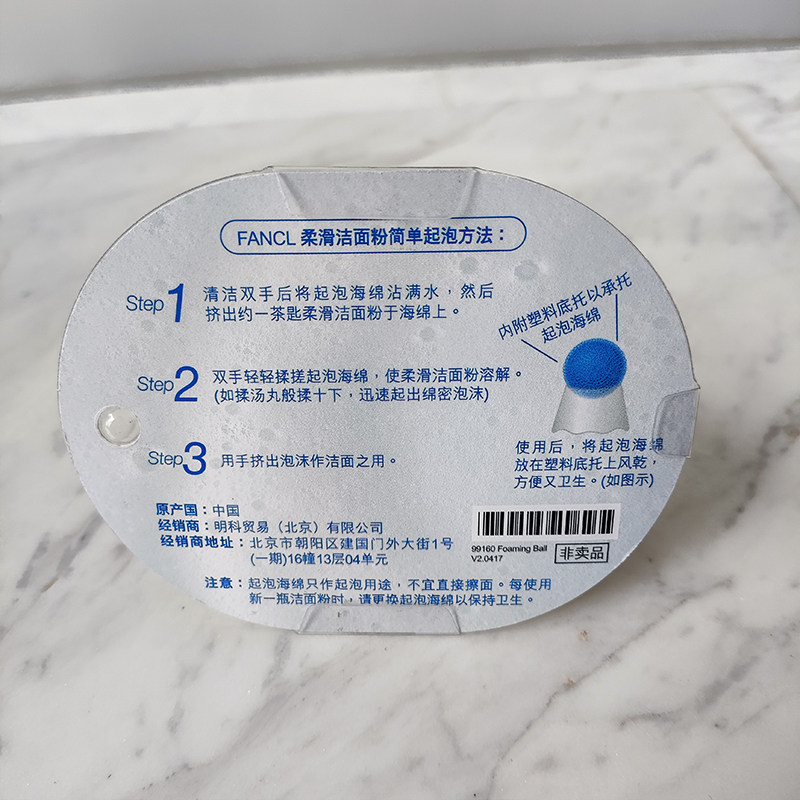 FANCL 柔滑洁面粉简单起泡方法：
Step 1 清洁双手后将起泡海绵沾满水，然后
挤出约一茶匙柔滑洁面粉于海绵上。
内附塑料底托以承托
起泡海绵
Step 2 双手轻轻揉搓起泡海绵，使柔滑洁面粉溶解。
(如揉汤丸般揉十下，迅速起出绵密泡沫)
Step 3 用手挤出泡沫作洁面之用。
使用后，将起泡海绵
放在塑料底托上风乾，
方便又卫生。(如图示)
原产国：中国
经销商：明科贸易（北京）有限公司
经销商地址：北京市朝阳区建国门外大街1号
(一期)16幢13层04单元
99160 Foaming Ball
V2.0417
非卖品
注意：起泡海绵只作起泡用途，不宜直接擦面。每使用
新一瓶洁面粉时，请更换起泡海绵以保持卫生。